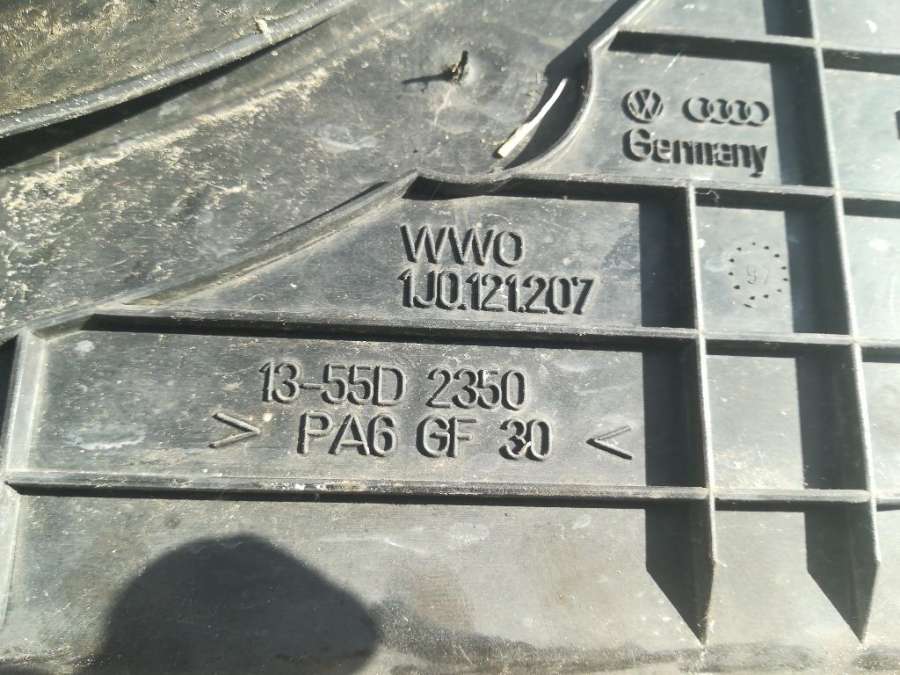 Germany
WWO
1J0.121.207
13-55D 2350
> PA6 GF 30 <